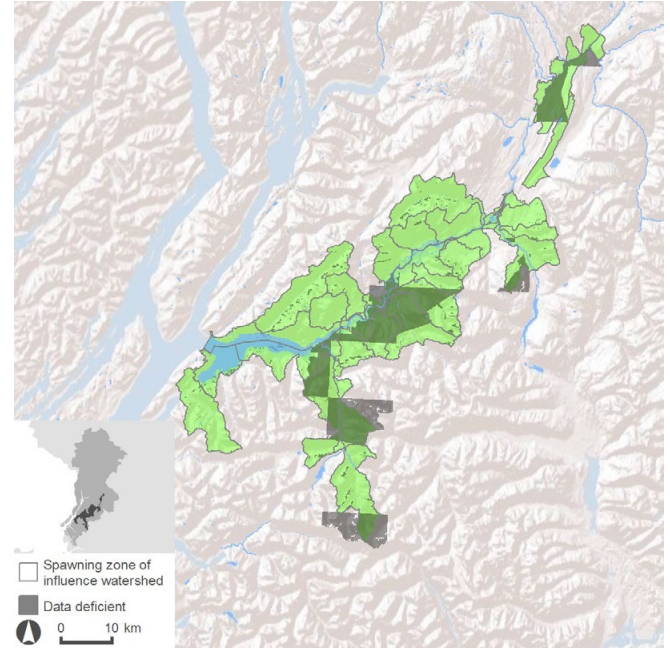 Spawning zone of
influence watershed
Data deficient
0 10 km